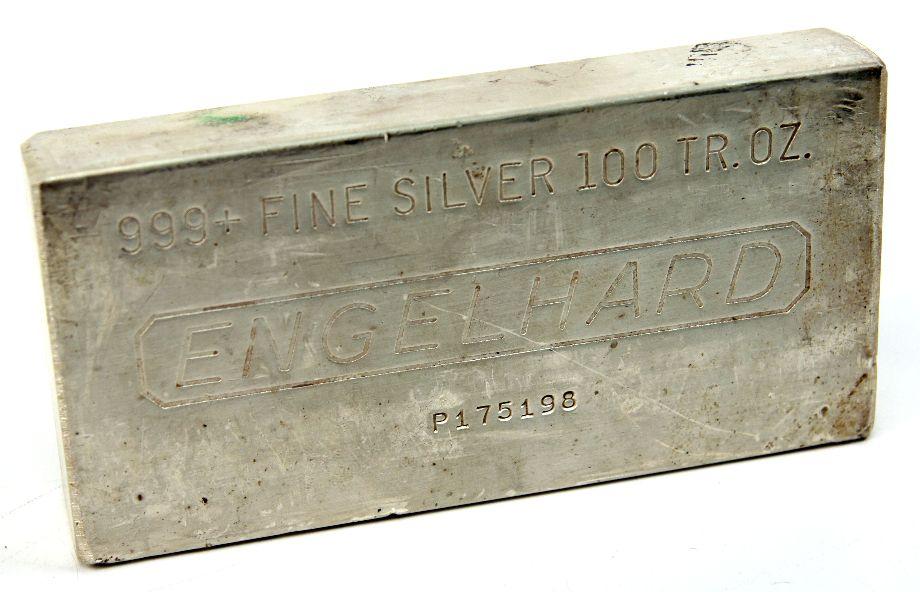 999+ FINE SILVER 100 TR. OZ.
ENGELHARD
P175198